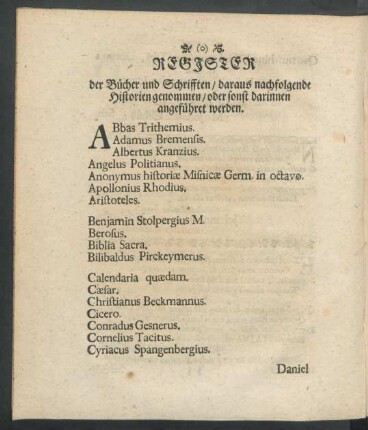 (o)
REGISTER
der Bücher und Schrifften/ daraus nachfolgende
Historien genommen/ oder sonst darinnen
angeführet werden.
ABbas Trithemius.
Adamus Bremensis.
Albertus Kranzius.
Angelus Politianus,
Anonymus historiæ Misnicæ Germ. in octavo.
Apollonius Rhodius,
Aristoteles.
Benjamin Stolpergius M.
Berosus.
Biblia Sacra,
Bilibaldus Pirckeymerus.
Calendaria quædam.
Cæsar,
Christianus Beckmannus.
Cicero.
Conradus Gesnerus,
Cornelius Tacitus.
Cyriacus Spangenbergius.
Daniel